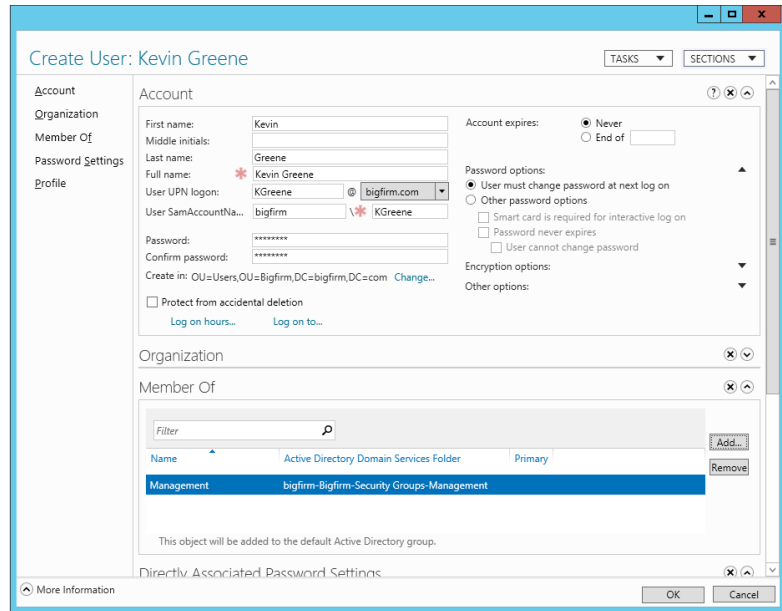 Create User: Kevin Greene
TASKS
SECTIONS
Account
Organization
Member Of
Password Settings
Profile
Account
First name:
Kevin
Middle initials:
Last name:
Greene
Full name:
* Kevin Greene
User UPN logon:
KGreene @ bigfirm.com
User SamAccountNa...
bigfirm \* KGreene
Password:
********
Confirm password:
********
Create in: OU=Users,OU=Bigfirm,DC=bigfirm,DC=com Change...
Protect from accidental deletion
Log on hours... Log on to...
Account expires:
Never
End of
Password options:
User must change password at next log on
Other password options
Smart card is required for interactive log on
Password never expires
User cannot change password
Encryption options:
Other options:
Organization
Member Of
Filter
Name Active Directory Domain Services Folder Primary
Management bigfirm-Bigfirm-Security Groups-Management
Add...
Remove
This object will be added to the default Active Directory group.
Directly Associated Password Settings
More Information
OK
Cancel